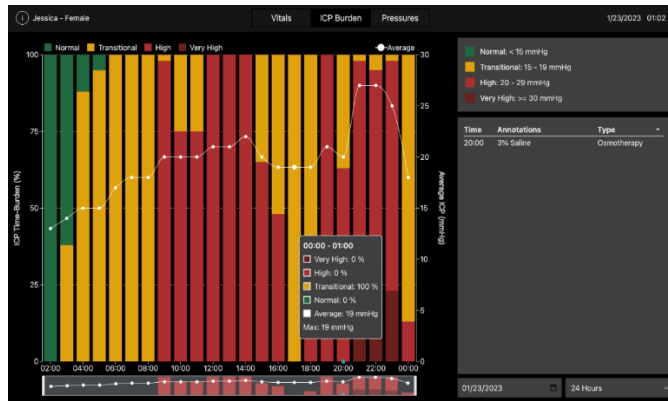 Jessica - Female
Vitals
ICP Burden
Pressures
1/23/2023 01:02
Normal
Transitional
High
Very High
Average
Normal: < 15 mmHg
Transitional: 15 - 19 mmHg
High: 20 - 29 mmHg
Very High: >= 30 mmHg
Time Annotations Type
20:00 3% Saline Osmotherapy
ICP Time-Burden (%)
100
75
50
25
0
30
25
20
15
10
5
0
Average ICP (mmHg)
00:00 - 01:00
Very High: 0 %
High: 0 %
Transitional: 100 %
Normal: 0 %
Average: 19 mmHg
Max: 19 mmHg
02:00 04:00 06:00 08:00 10:00 12:00 14:00 16:00 18:00 20:00 22:00 00:00
01/23/2023
24 Hours